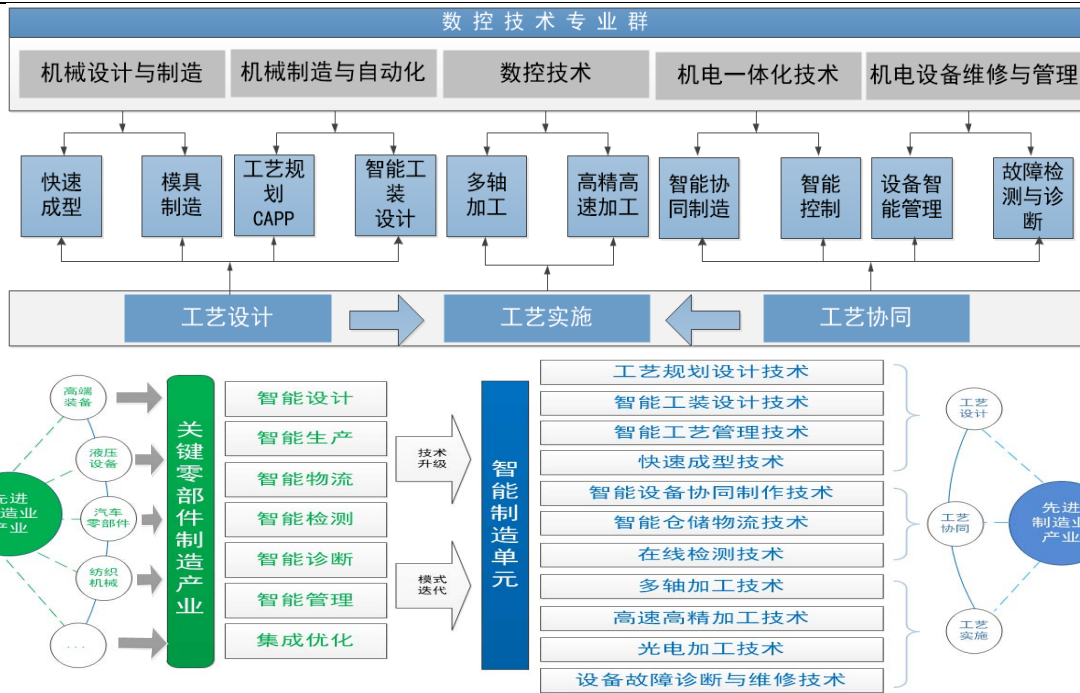 数控技术专业群
机械设计与制造
机械制造与自动化
数控技术
机电一体化技术
机电设备维修与管理
快速
成型
模具
制造
工艺规
划
CAPP
智能工
装
设计
多轴
加工
高精高
速加工
智能协
同制造
智能
控制
设备智
能管理
故障检
测与诊
断
工艺设计
工艺实施
工艺协同
高端
装备
液压
设备
汽车
零部件
纺织
机械
...
先进
造业
产业
关键零部件制造产业
智能设计
智能生产
智能物流
智能检测
智能诊断
智能管理
集成优化
技术
升级
模式
迭代
智能制造单元
工艺规划设计技术
智能工装设计技术
智能工艺管理技术
快速成型技术
智能设备协同制作技术
智能仓储物流技术
在线检测技术
多轴加工技术
高速高精加工技术
光电加工技术
设备故障诊断与维修技术
工艺
设计
工艺
协同
工艺
实施
先进
制造业
产业